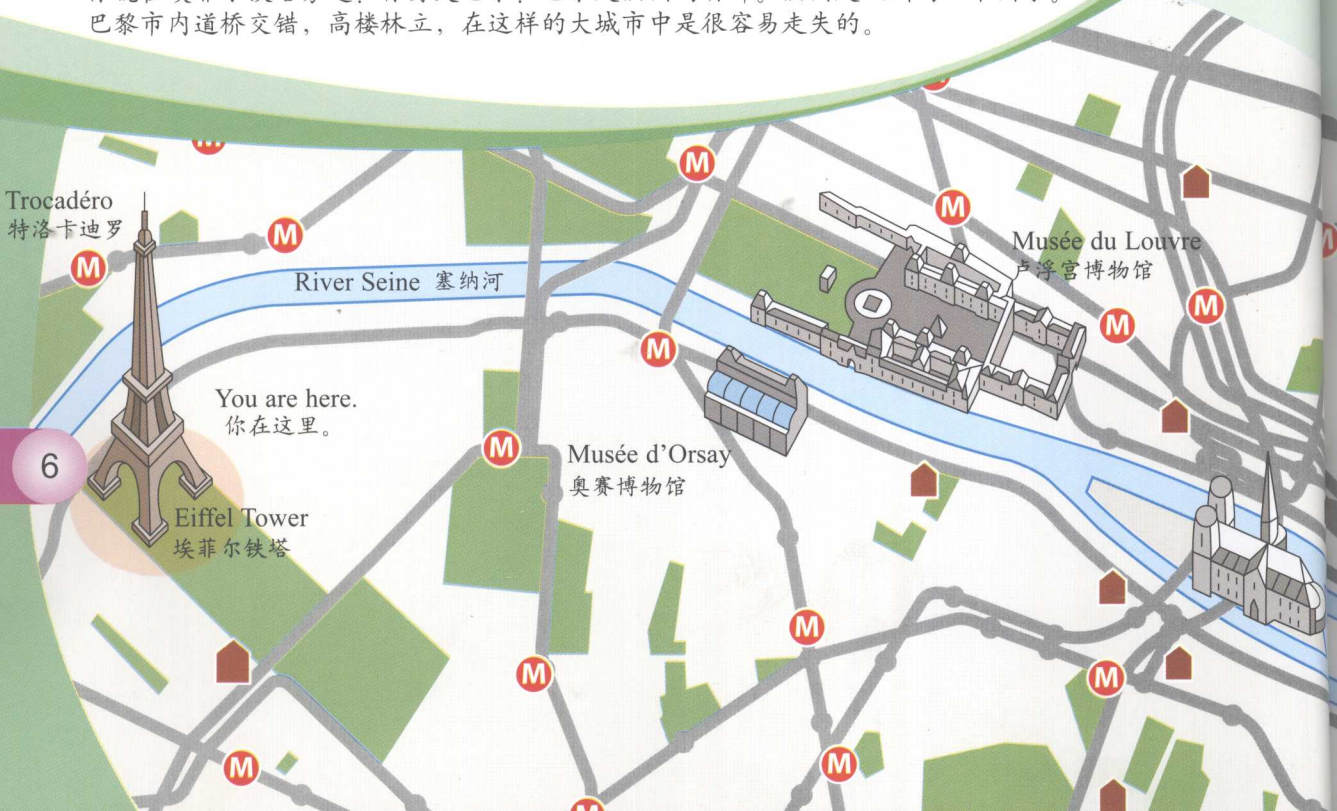 巴黎市内道桥交错，高楼林立，在这样的大城市中是很容易走失的。
M
M
Trocadéro
特洛卡迪罗
M
M
M
Musée du Louvre
卢浮宫博物馆
River Seine 塞纳河
M
M
M
M
You are here.
你在这里。
M
Musée d’Orsay
奥赛博物馆
6
Eiffel Tower
埃菲尔铁塔
M
M
M
M
M
M